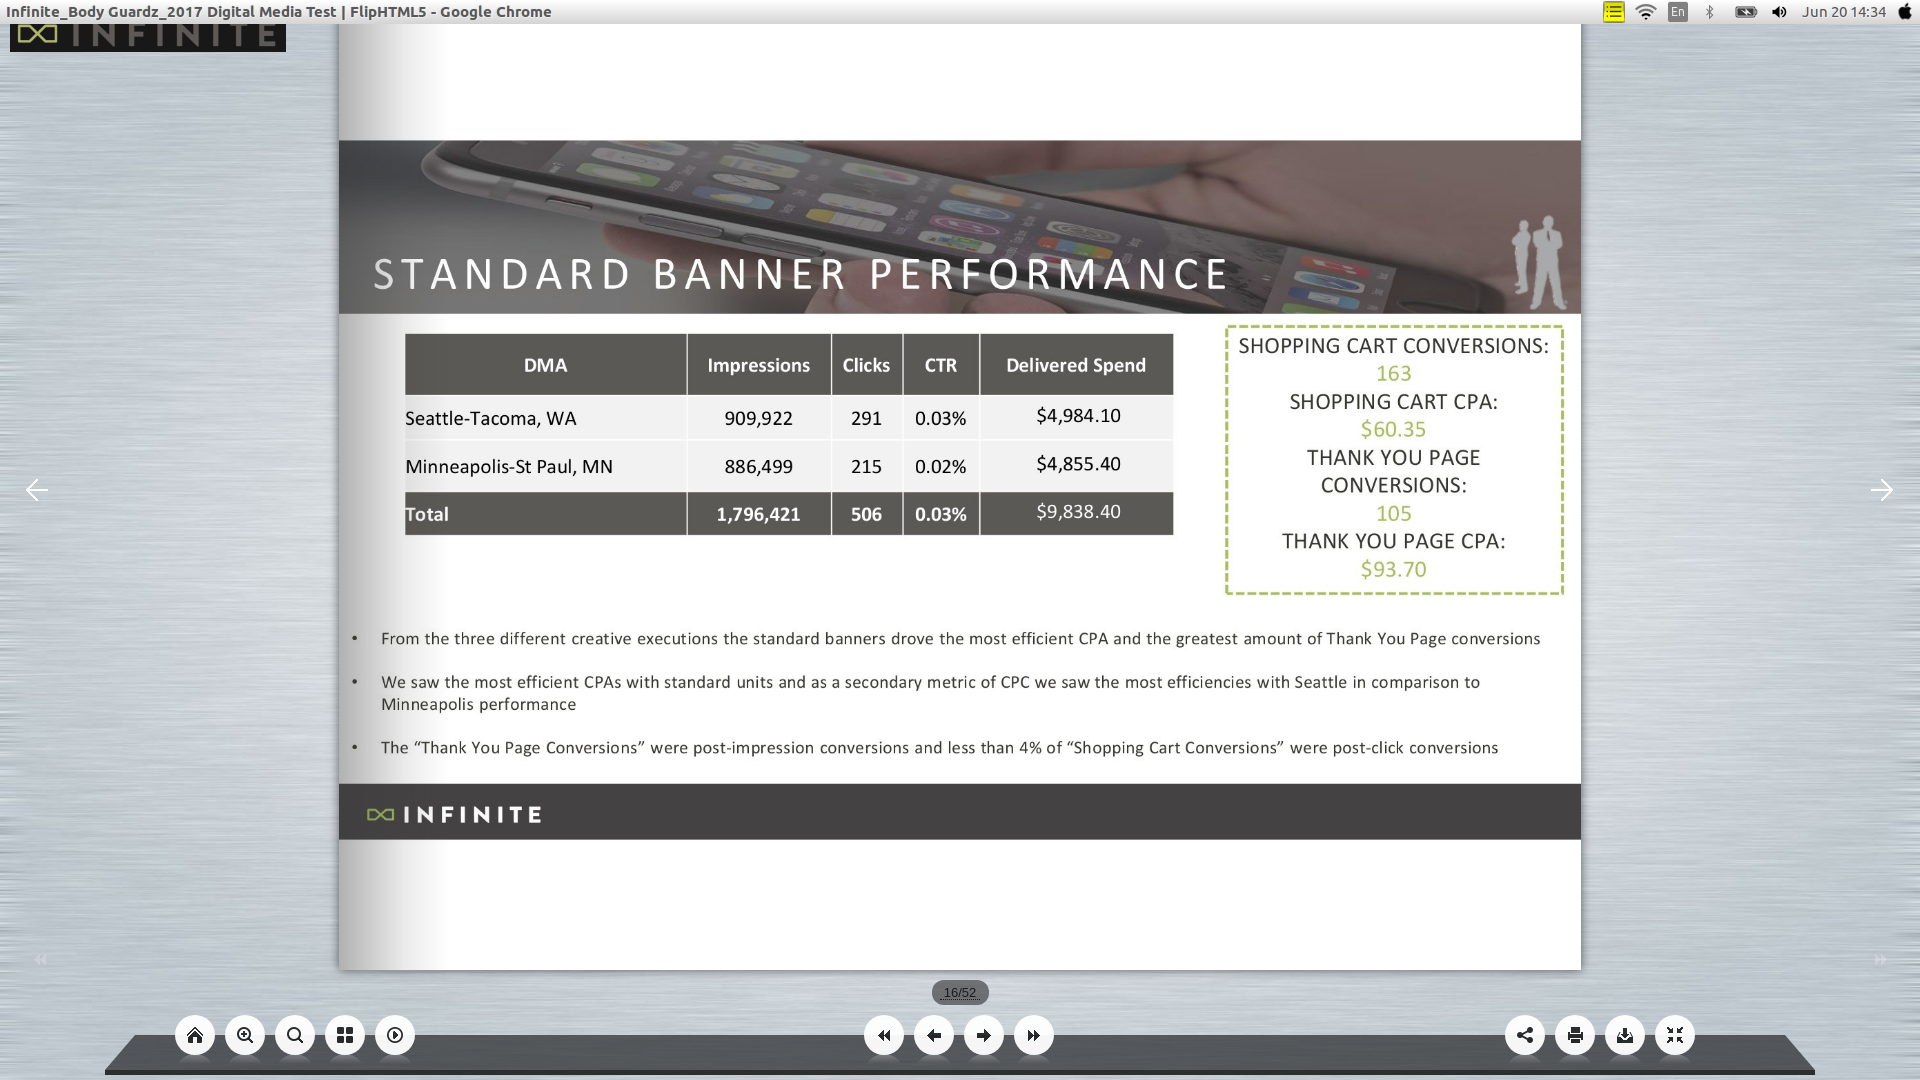 Infinite_Body Guardz_2017 Digital Media Test | FlipHTML5 - Google Chrome
En
Jun 20 14:34
INFINITE
STANDARD BANNER PERFORMANCE
DMA Impressions Clicks CTR Delivered Spend
Seattle-Tacoma, WA 909,922 291 0.03% $4,984.10
Minneapolis-St Paul, MN 886,499 215 0.02% $4,855.40
Total 1,796,421 506 0.03% $9,838.40
SHOPPING CART CONVERSIONS:
163
SHOPPING CART CPA:
$60.35
THANK YOU PAGE
CONVERSIONS:
105
THANK YOU PAGE CPA:
$93.70
• From the three different creative executions the standard banners drove the most efficient CPA and the greatest amount of Thank You Page conversions
• We saw the most efficient CPAs with standard units and as a secondary metric of CPC we saw the most efficiencies with Seattle in comparison to
Minneapolis performance
• The “Thank You Page Conversions” were post-impression conversions and less than 4% of “Shopping Cart Conversions” were post-click conversions
INFINITE
16/52